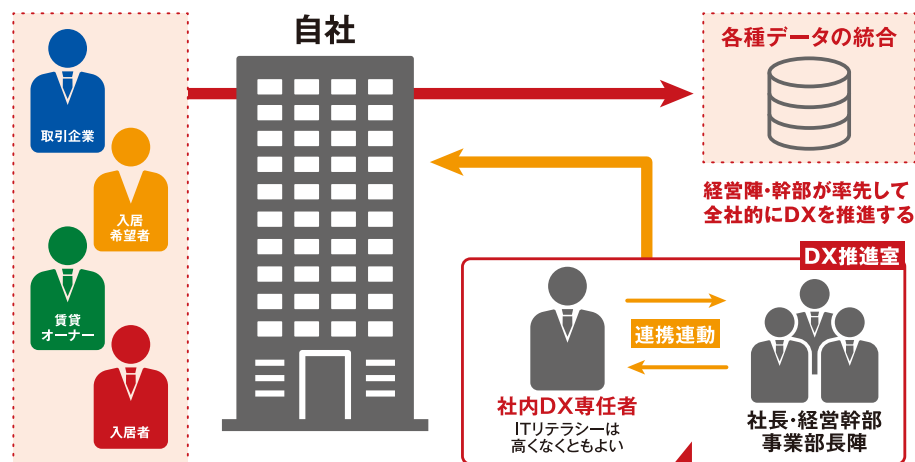 自社
取引企業
入居
希望者
賃貸
オーナー
入居者
各種データの統合
経営陣・幹部が率先して
全社的にDXを推進する
DX推進室
連携連動
社内DX専任者
ITリテラシーは
高くなくともよい
社長・経営幹部
事業部長陣